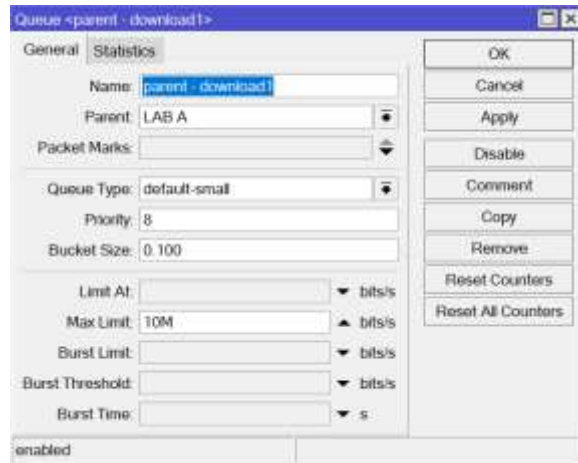 Queue <parent - download1>
General Statistics
OK
Name: parent - download1
Cancel
Parent: LAB A
Apply
Packet Marks:
Disable
Queue Type: default-small
Comment
Priority: 8
Copy
Bucket Size: 0.100
Remove
Limit At: bits/s
Reset Counters
Max Limit: 10M bits/s
Reset All Counters
Burst Limit: bits/s
Burst Threshold: bits/s
Burst Time: s
enabled